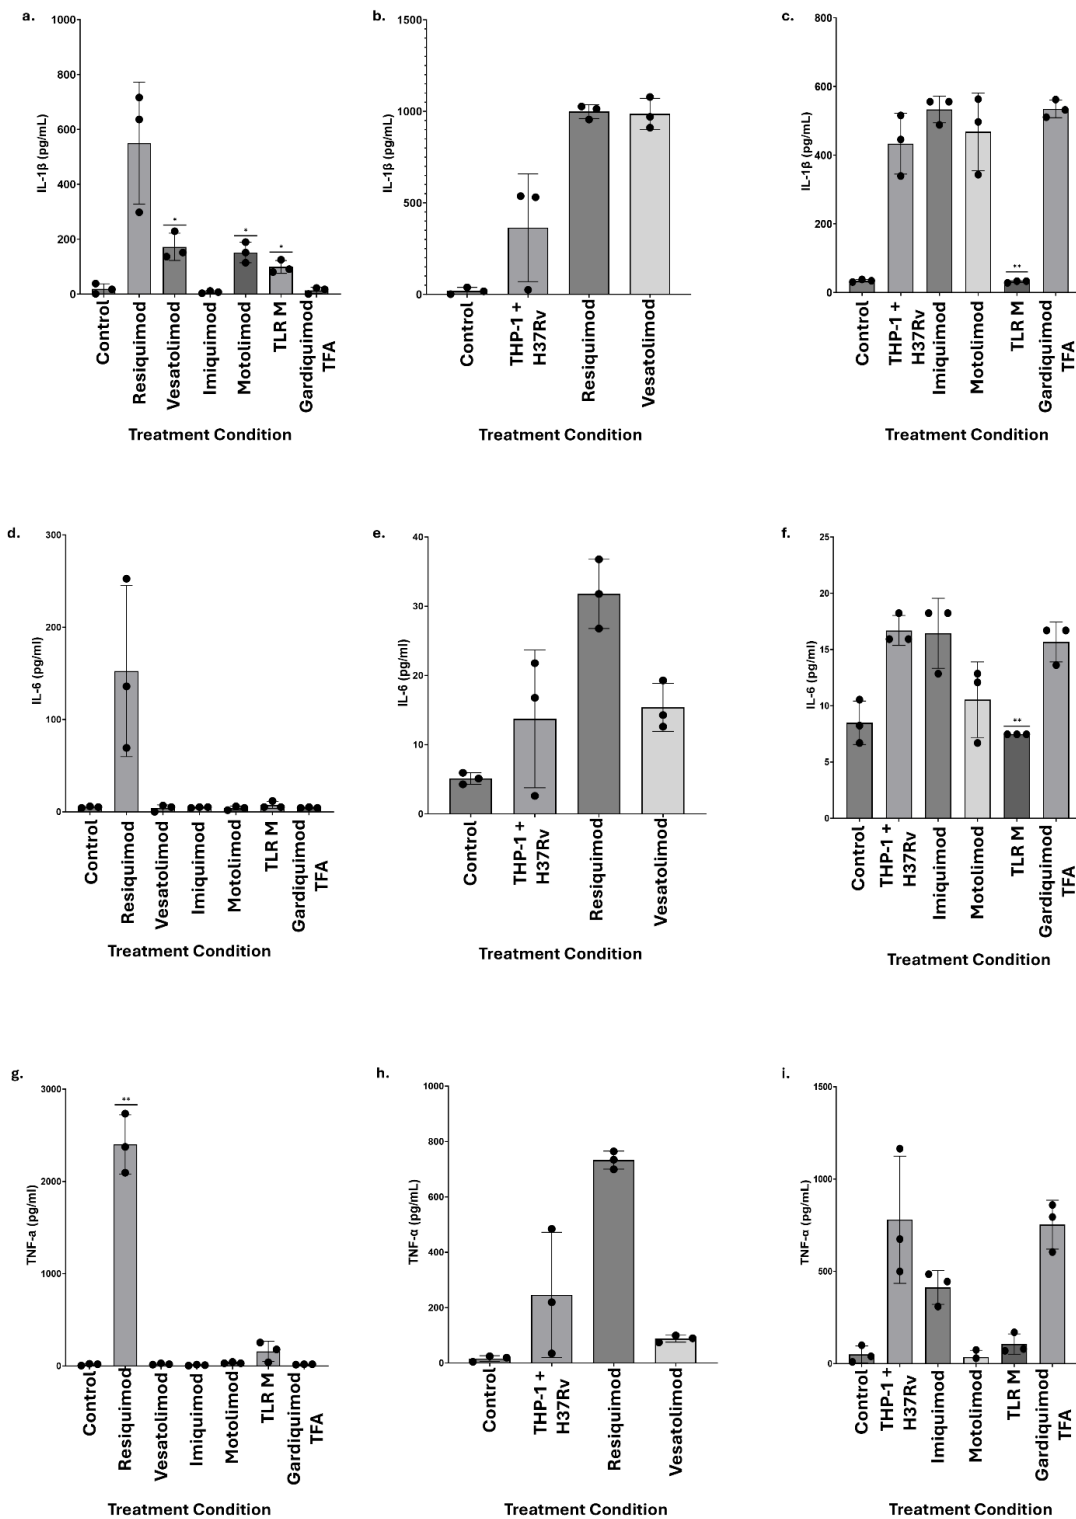 a.
1000
800
600
400
200
0
IL-1β (pg/mL)
*
*
*
Control
Resiquimod
Vesatolimod
Imiquimod
Motolimod
TLR M
Gardiquimod
TFA
Treatment Condition
b.
1500
1000
500
0
IL-1β (pg/mL)
Control
THP-1 +
H37Rv
Resiquimod
Vesatolimod
Treatment Condition
c.
800
600
400
200
0
IL-1β (pg/mL)
**
Control
THP-1 +
H37Rv
Imiquimod
Motolimod
TLR M
Gardiquimod
TFA
Treatment Condition
d.
300
200
100
0
IL-6 (pg/ml)
Control
Resiquimod
Vesatolimod
Imiquimod
Motolimod
TLR M
Gardiquimod
TFA
Treatment Condition
e.
40
30
20
10
0
IL-6 (pg/ml)
Control
THP-1 +
H37Rv
Resiquimod
Vesatolimod
Treatment Condition
f.
25
20
15
10
5
0
IL-6 (pg/ml)
**
Control
THP-1 +
H37Rv
Imiquimod
Motolimod
TLR M
Gardiquimod
TFA
Treatment Condition
g.
3000
2000
1000
0
TNF-a (pg/ml)
**
Control
Resiquimod
Vesatolimod
Imiquimod
Motolimod
TLR M
Gardiquimod
TFA
Treatment Condition
h.
1000
800
600
400
200
0
TNF-α (pg/mL)
Control
THP-1 +
H37Rv
Resiquimod
Vesatolimod
Treatment Condition
i.
1500
1000
500
0
TNF-α (pg/mL)
Control
THP-1 +
H37Rv
Imiquimod
Motolimod
TLR M
Gardiquimod
TFA
Treatment Condition